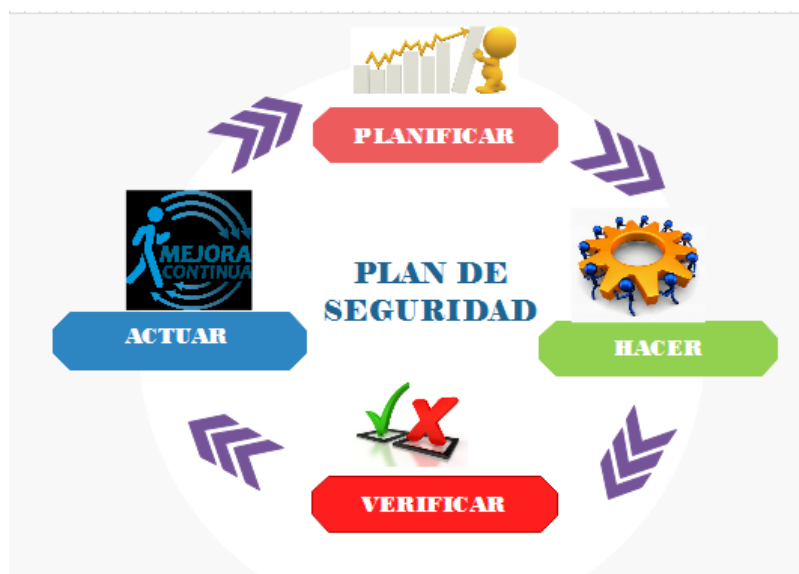 PLANIFICAR
MEJORA
CONTINUA
PLAN DE
SEGURIDAD
ACTUAR
HACER
VERIFICAR